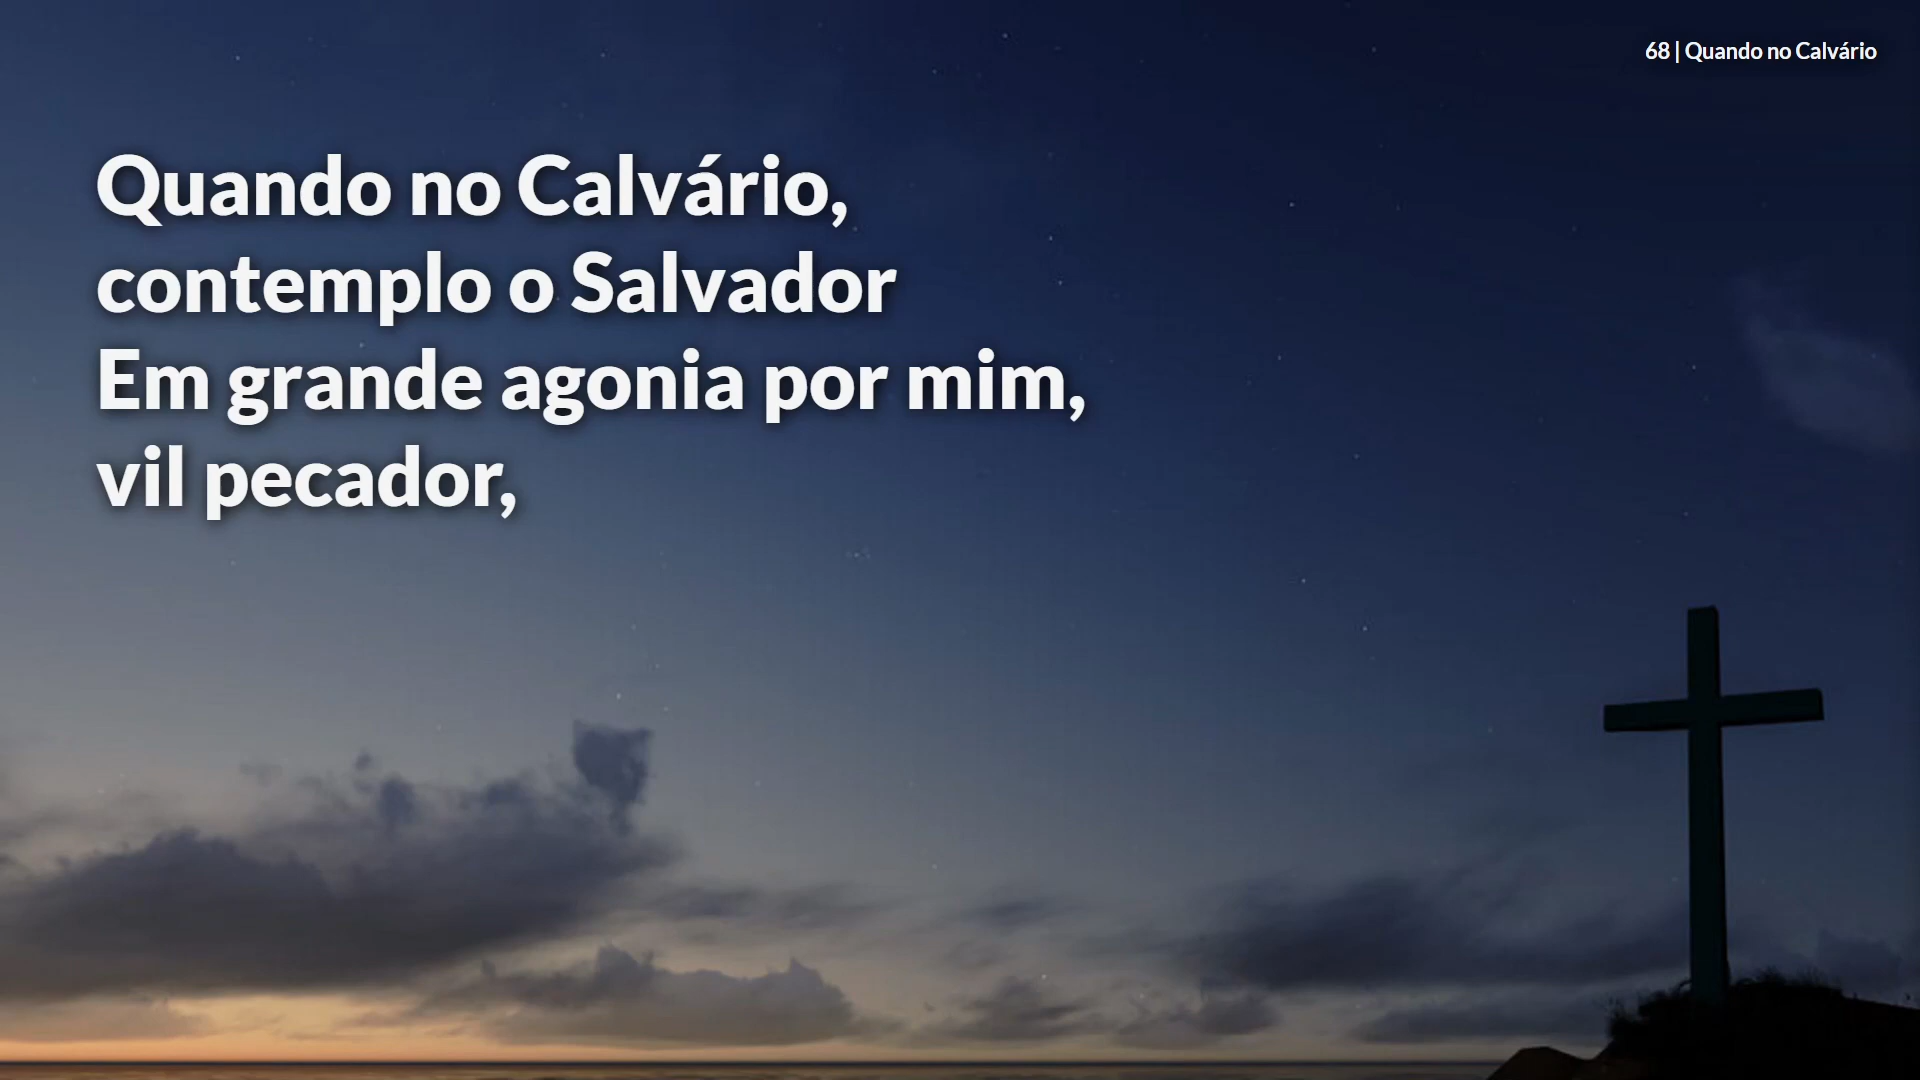 68 | Quando no Calvário
Quando no Calvário,
contemplo o Salvador
Em grande agonia por mim,
vil pecador,